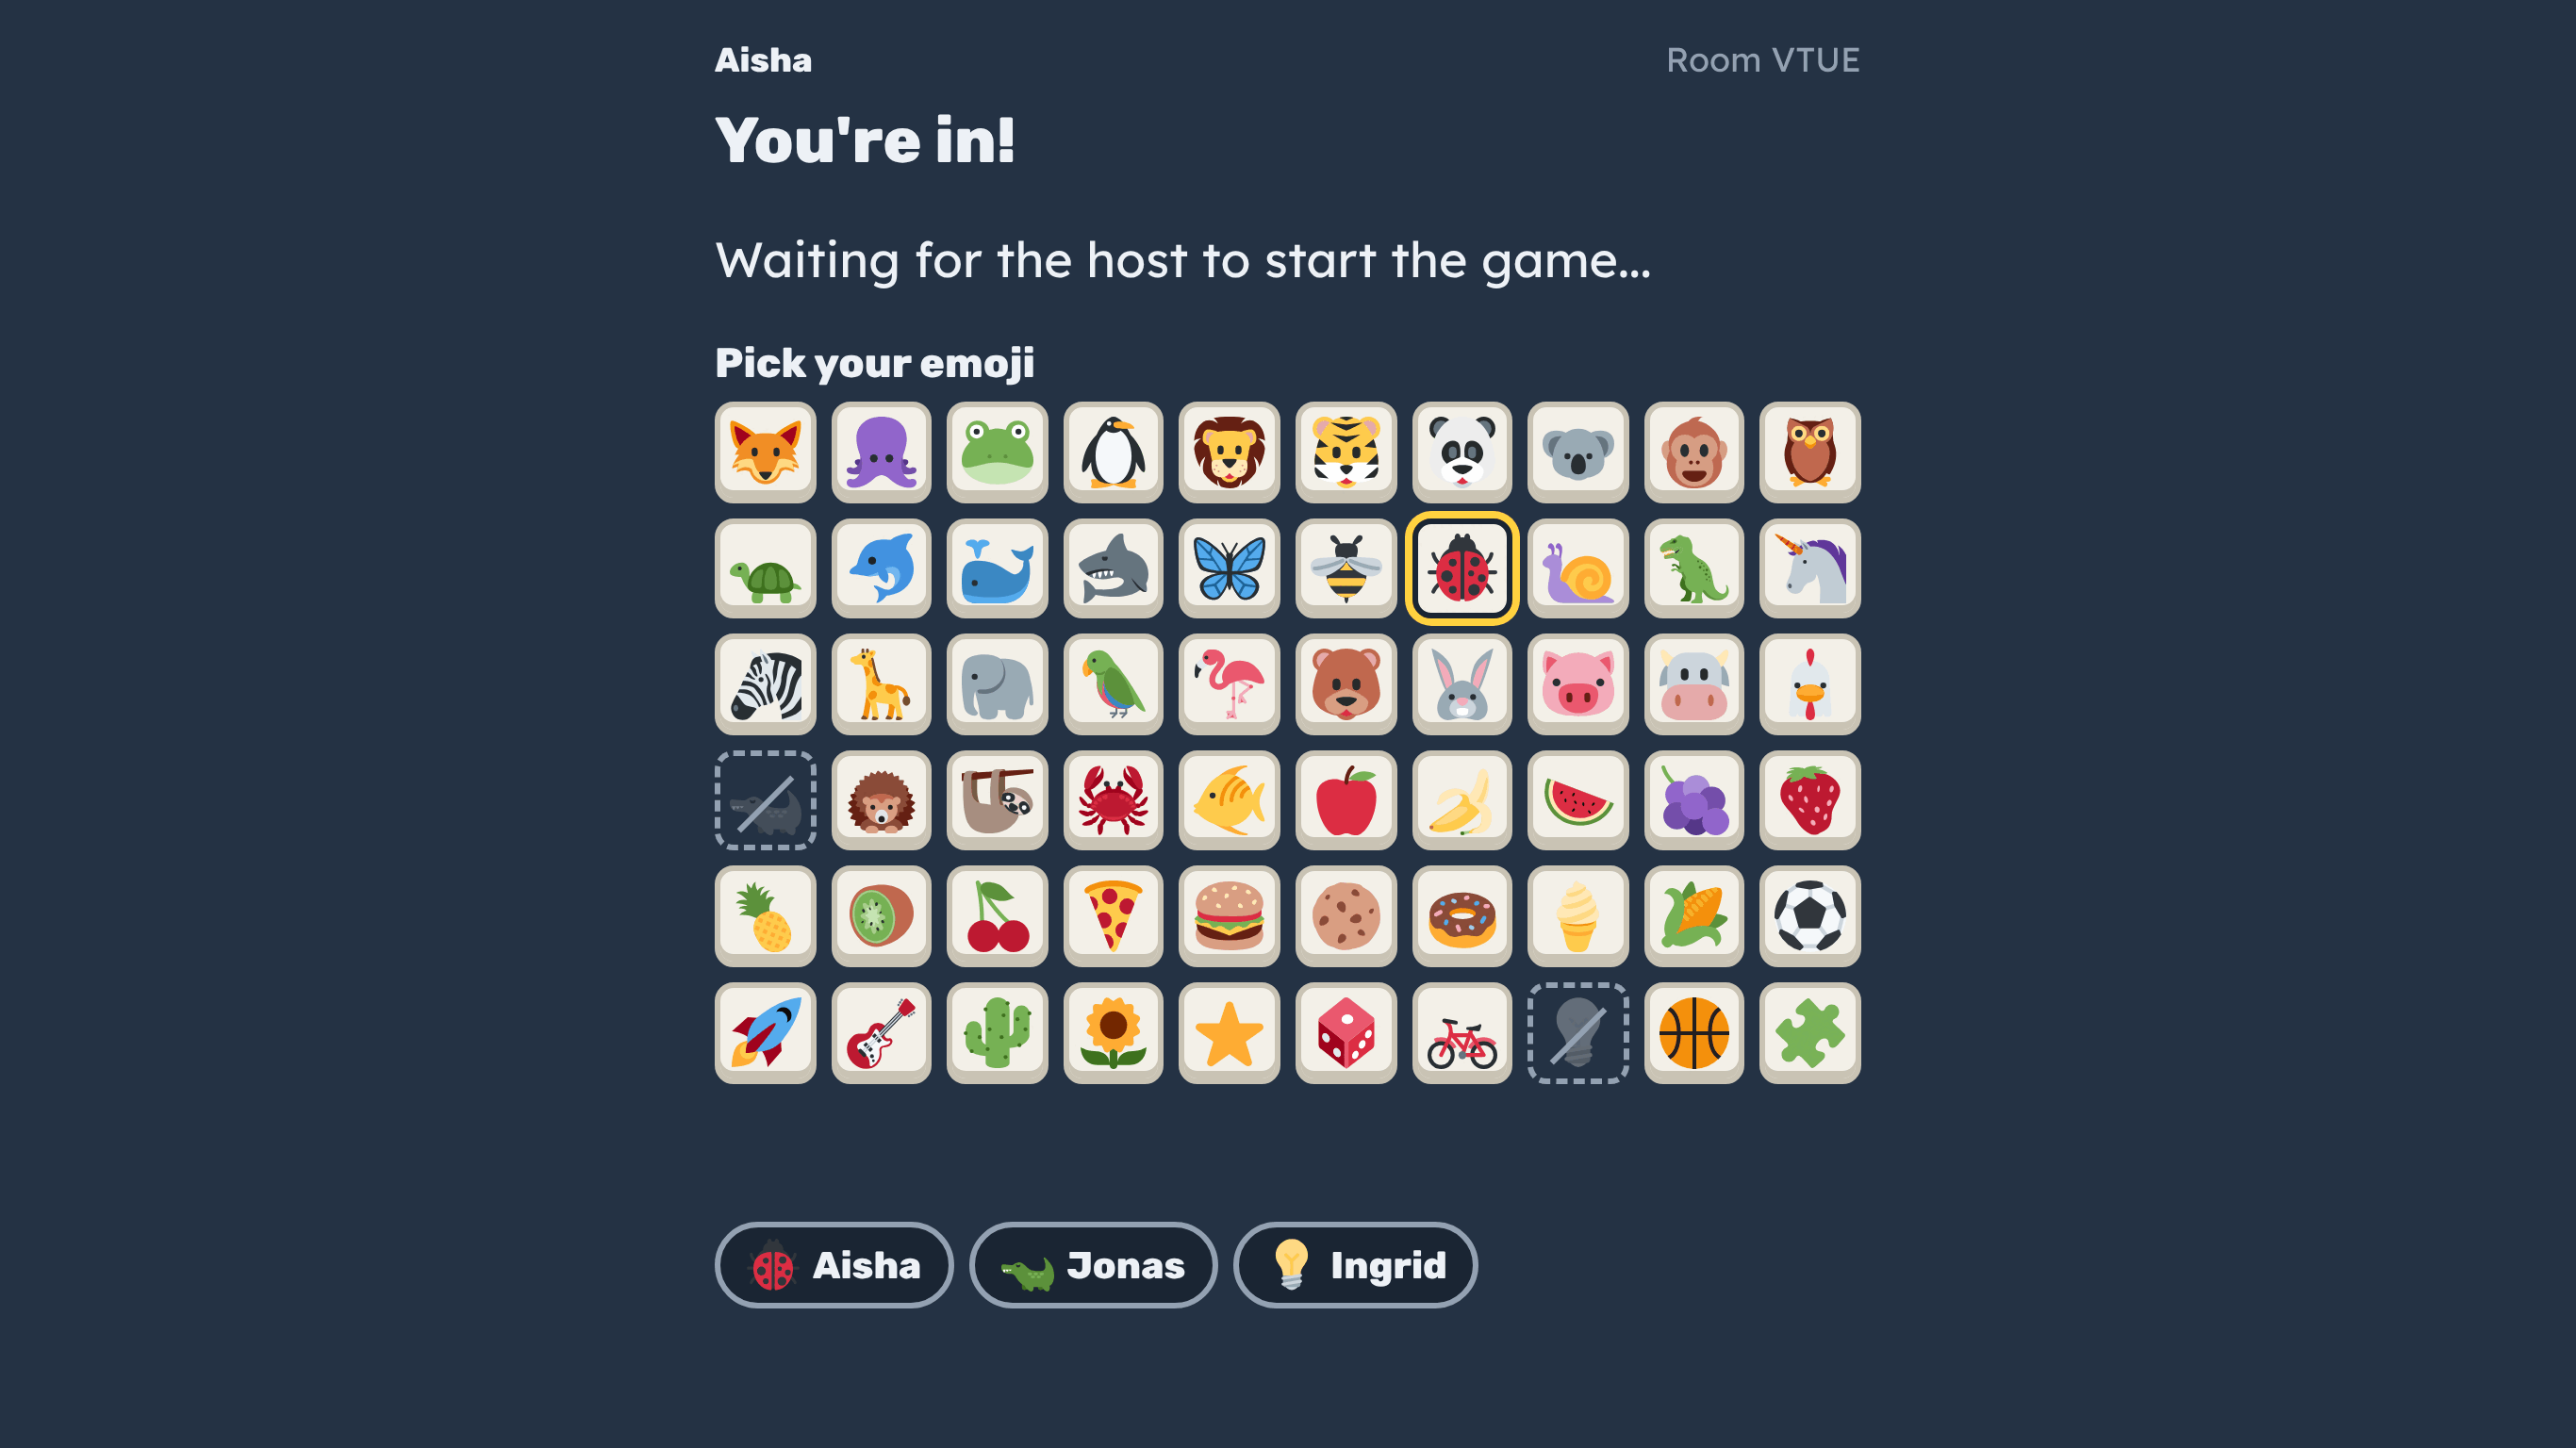 Aisha
Room VTUE
You're in!
Waiting for the host to start the game...
Pick your emoji
Aisha
Jonas
Ingrid